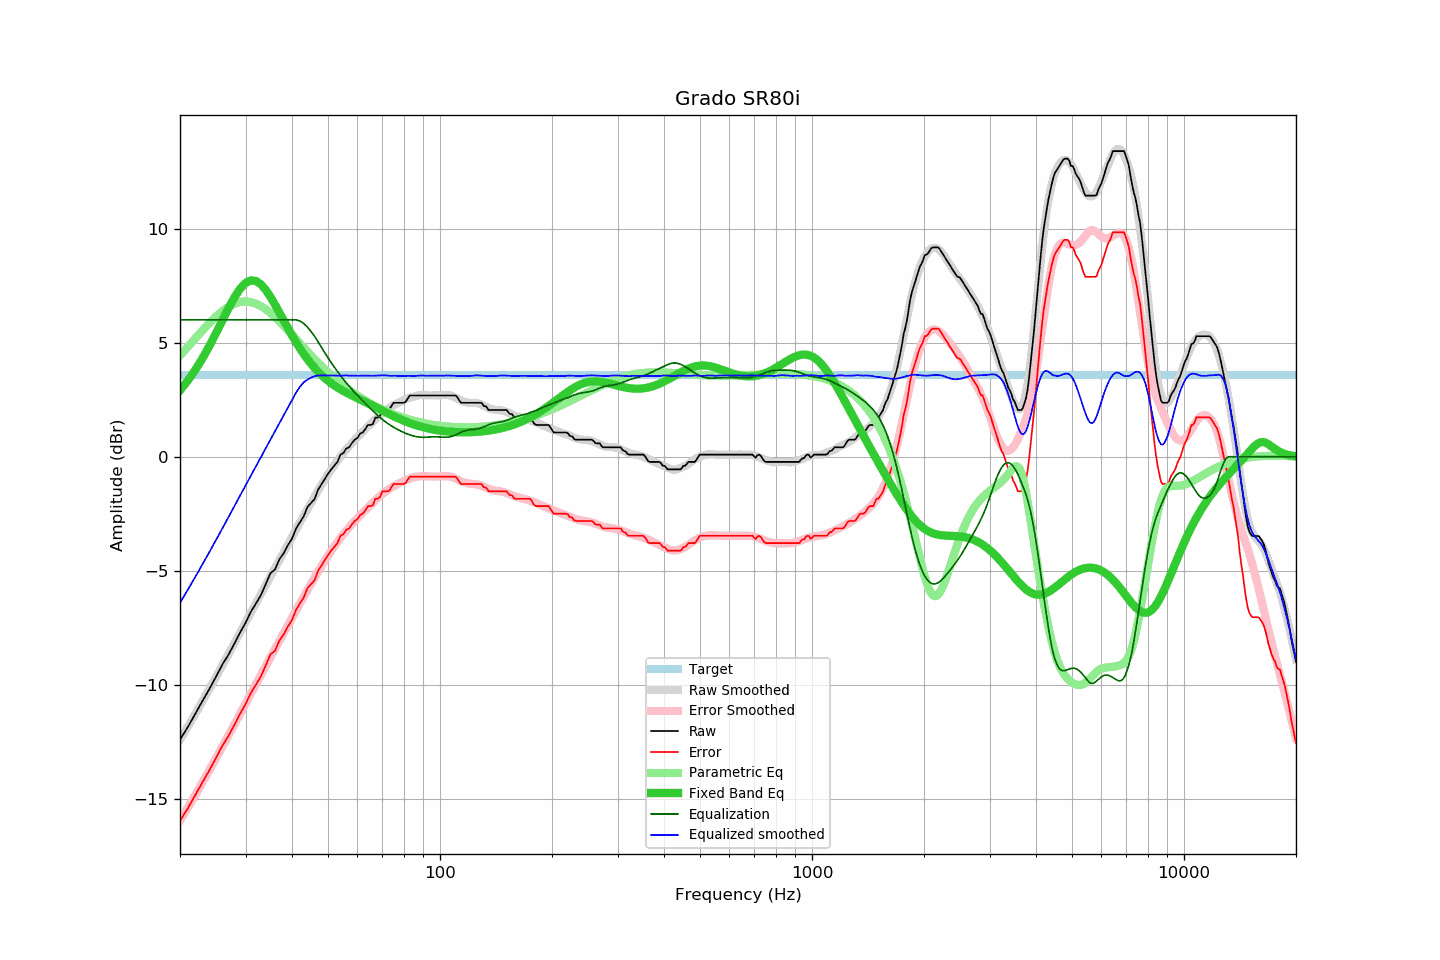 Grado SR80i
Amplitude (dBr)
10
5
0
−5
−10
−15
Target
Raw Smoothed
Error Smoothed
Raw
Error
Parametric Eq
Fixed Band Eq
Equalization
Equalized smoothed
100
1000
10000
Frequency (Hz)